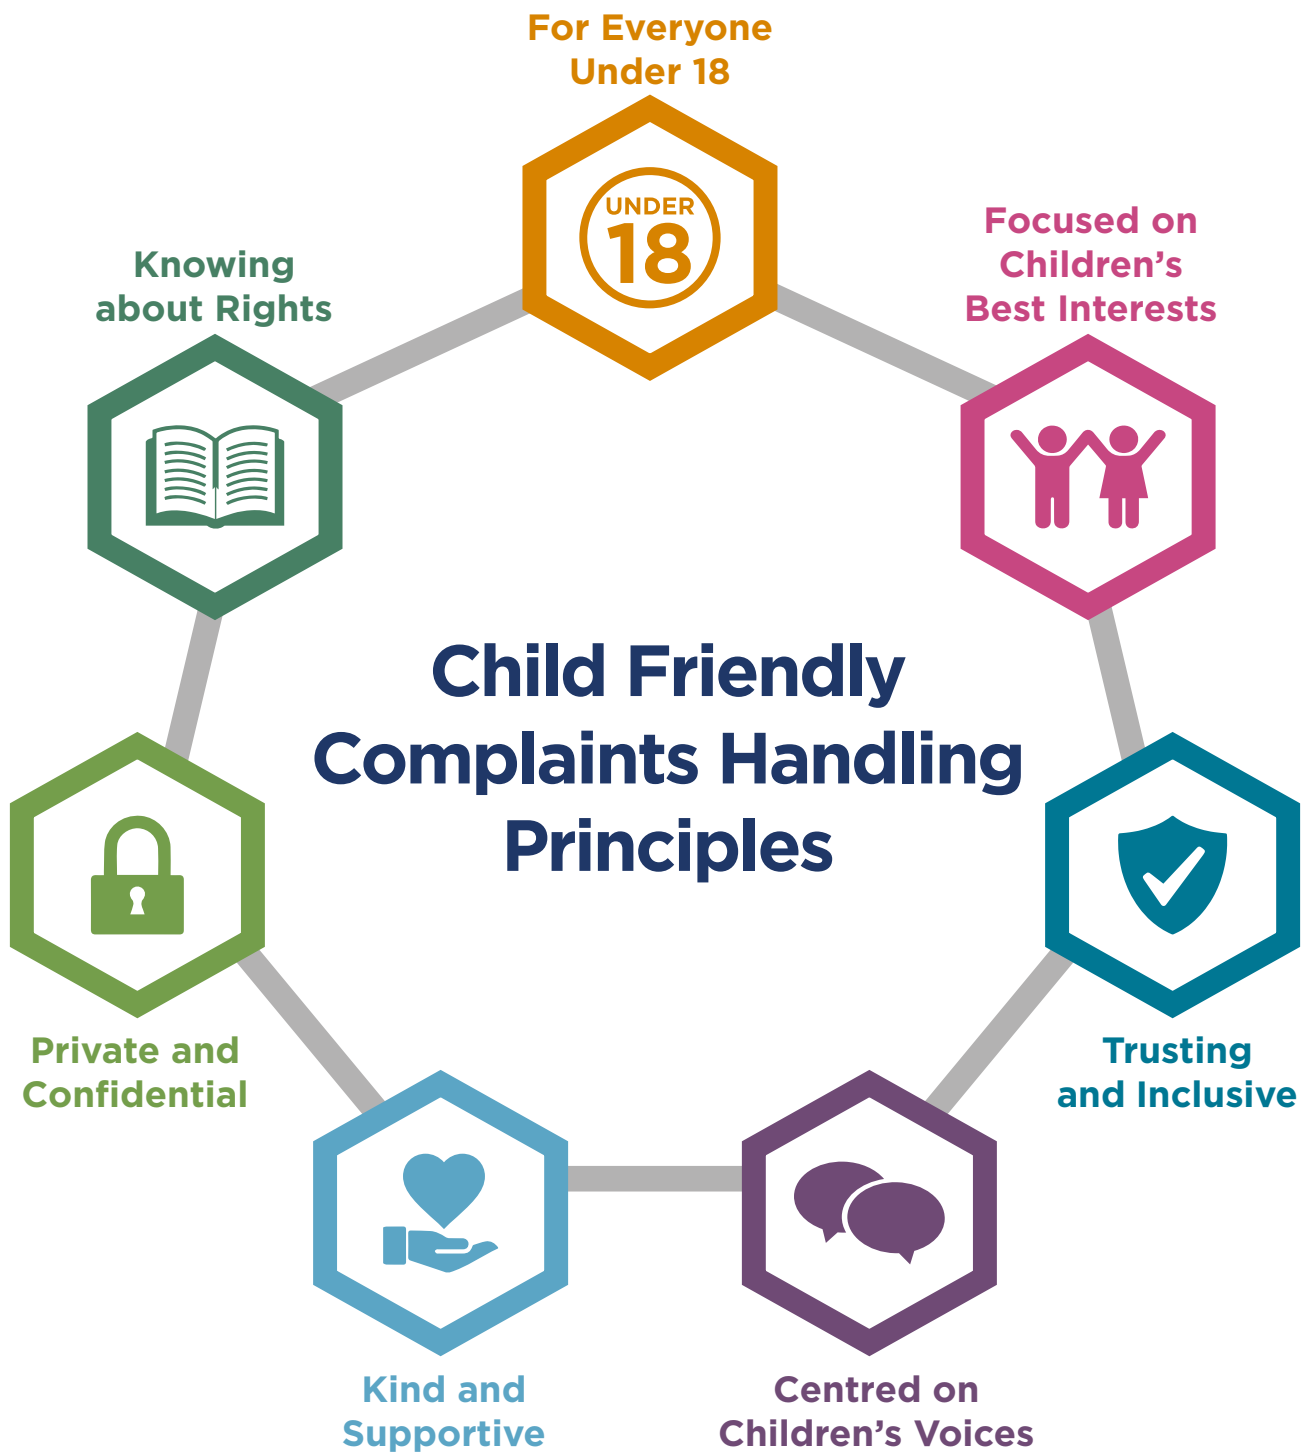 For Everyone
Under 18
UNDER
18
Focused on
Children’s
Best Interests
Knowing
about Rights
Child Friendly
Complaints Handling
Principles
Private and
Confidential
Trusting
and Inclusive
Kind and
Supportive
Centred on
Children’s Voices